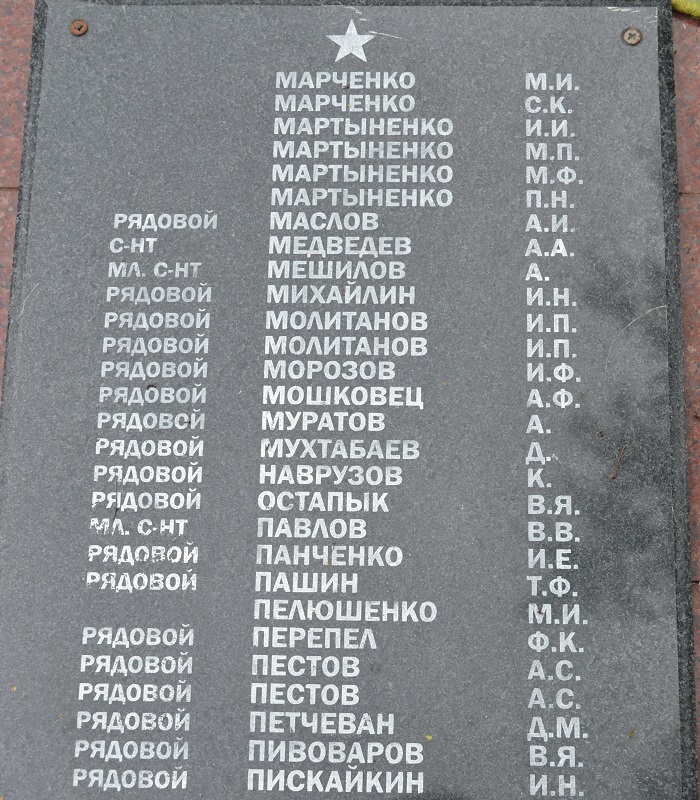 МАРЧЕНКО М.И.
МАРЧЕНКО С.К.
МАРТЫНЕНКО И.И.
МАРТЫНЕНКО М.П.
МАРТЫНЕНКО М.Ф.
МАРТЫНЕНКО П.Н.
РЯДОВОЙ МАСЛОВ А.И.
С-НТ МЕДВЕДЕВ А.А.
МЛ. С-НТ МЕШИЛОВ А.
РЯДОВОЙ МИХАЙЛИН И.Н.
РЯДОВОЙ МОЛИТАНОВ И.П.
РЯДОВОЙ МОЛИТАНОВ И.П.
РЯДОВОЙ МОРОЗОВ И.Ф.
РЯДОВОЙ МОШКОВЕЦ А.Ф.
РЯДОВОЙ МУРАТОВ А.
РЯДОВОЙ МУХТАБАЕВ Д.
РЯДОВОЙ НАВРУЗОВ К.
РЯДОВОЙ ОСТАПЫК В.Я.
МЛ. С-НТ ПАВЛОВ В.В.
РЯДОВОЙ ПАНЧЕНКО И.Е.
РЯДОВОЙ ПАШИН Т.Ф.
ПЕЛЮШЕНКО М.И.
РЯДОВОЙ ПЕРЕПЕЛ Ф.К.
РЯДОВОЙ ПЕСТОВ А.С.
РЯДОВОЙ ПЕСТОВ А.С.
РЯДОВОЙ ПЕТЧЕВАН Д.М.
РЯДОВОЙ ПИВОВАРОВ В.Я.
РЯДОВОЙ ПИСКАЙКИН И.Н.